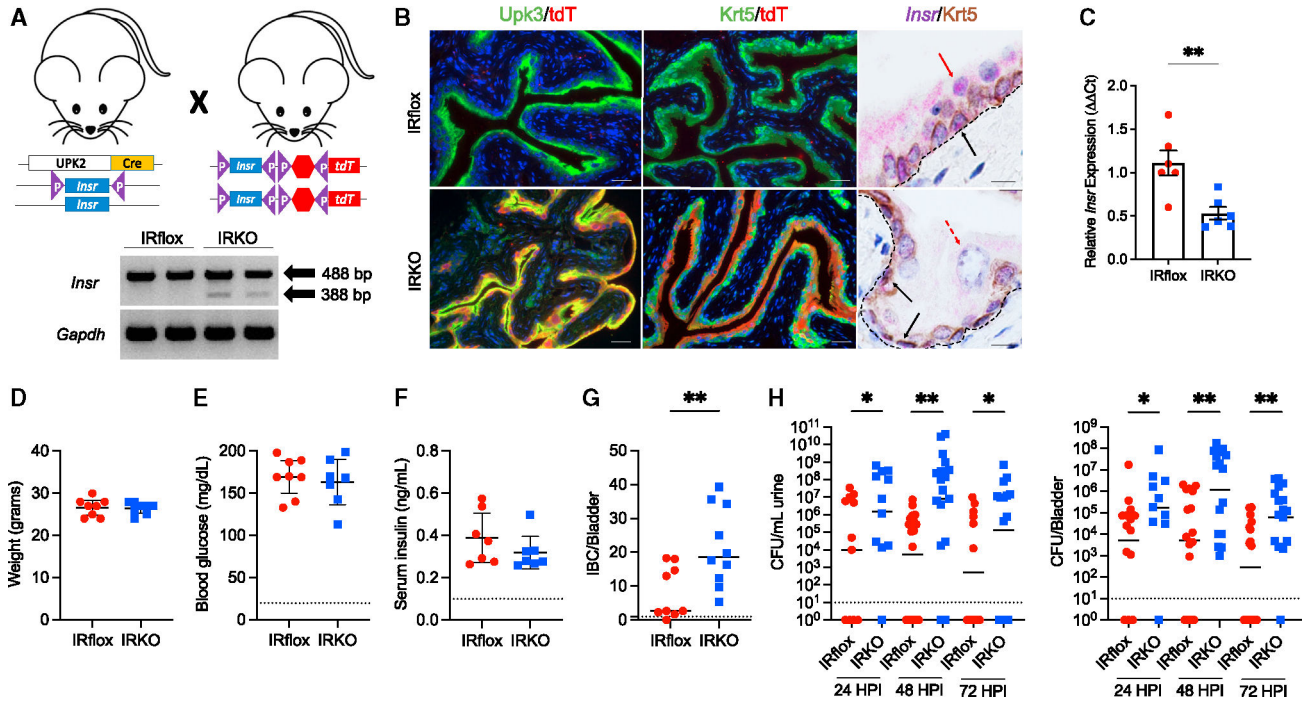 A
X
UPK2 Cre
P Insr P
Insr
P Insr P P P tdT
P Insr P P P tdT
IRflox IRKO
Insr
488 bp
388 bp
Gapdh
B
Upk3/tdT Krt5/tdT Insr/Krt5
IRflox
IRKO
C
**
Relative Insr Expression (ΔΔCt)
2.0
1.5
1.0
0.5
0.0
IRflox IRKO
D
Weight (grams)
40
30
20
10
0
IRflox IRKO
E
Blood glucose (mg/dL)
200
150
100
50
0
IRflox IRKO
F
Serum insulin (ng/mL)
0.8
0.6
0.4
0.2
0.0
IRflox IRKO
G
**
IBC/Bladder
50
40
30
20
10
0
IRflox IRKO
H
* ** *
CFU/mL urine
10¹¹
10¹⁰
10⁹
10⁸
10⁷
10⁶
10⁵
10⁴
10³
10²
10¹
10⁰
IRflox IRKO IRflox IRKO IRflox IRKO
24 HPI 48 HPI 72 HPI
* ** **
CFU/Bladder
10⁹
10⁸
10⁷
10⁶
10⁵
10⁴
10³
10²
10¹
10⁰
IRflox IRKO IRflox IRKO IRflox IRKO
24 HPI 48 HPI 72 HPI